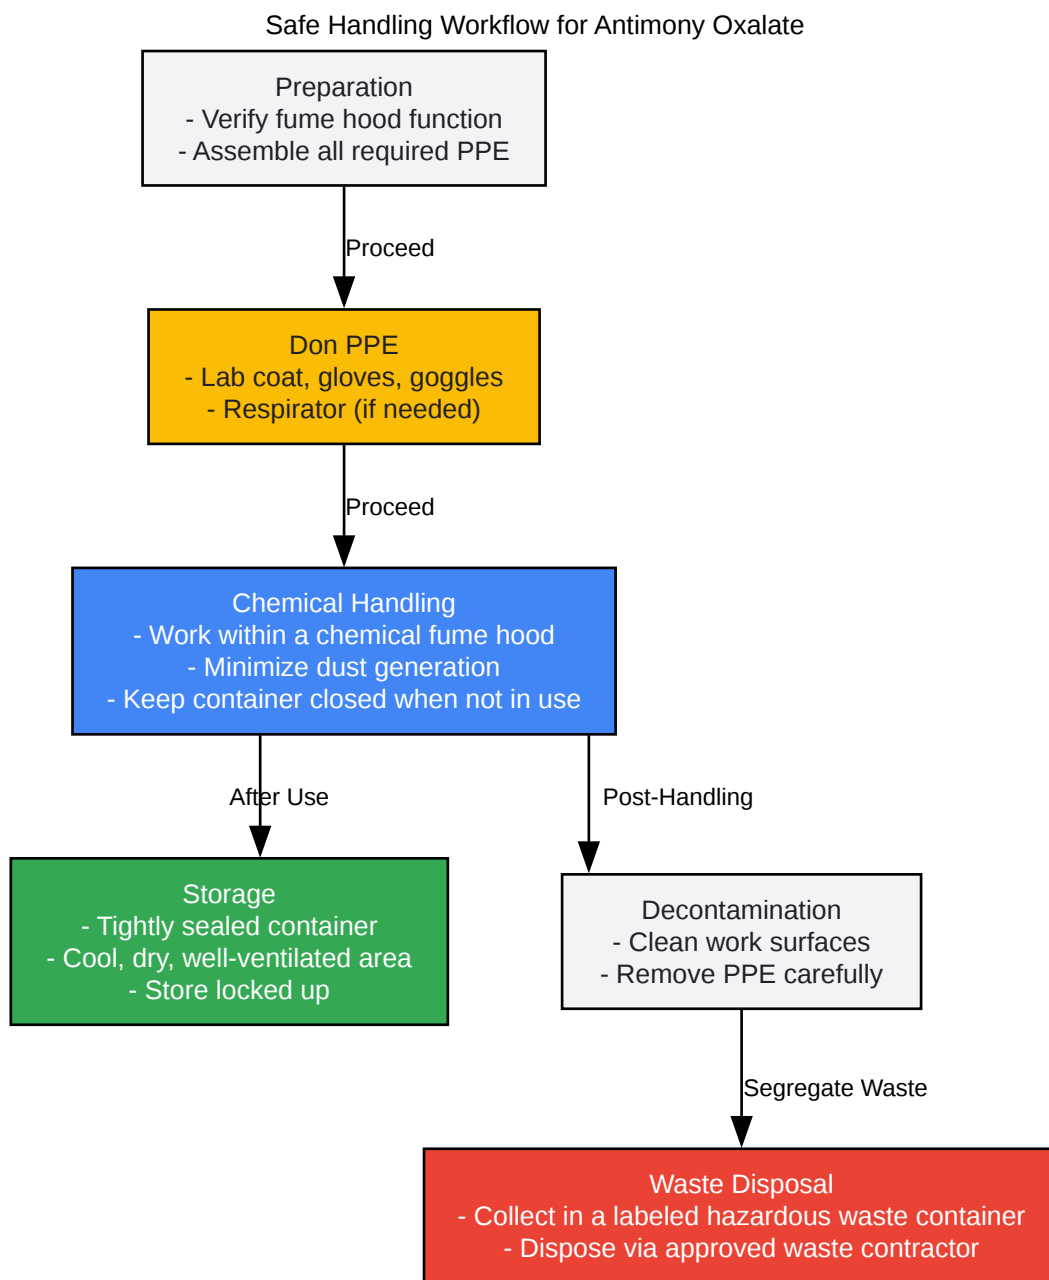 Safe Handling Workflow for Antimony Oxalate
Preparation
- Verify fume hood function
- Assemble all required PPE
Proceed
Don PPE
- Lab coat, gloves, goggles
- Respirator (if needed)
Proceed
Chemical Handling
- Work within a chemical fume hood
- Minimize dust generation
- Keep container closed when not in use
After Use
Post-Handling
Storage
- Tightly sealed container
- Cool, dry, well-ventilated area
- Store locked up
Decontamination
- Clean work surfaces
- Remove PPE carefully
Segregate Waste
Waste Disposal
- Collect in a labeled hazardous waste container
- Dispose via approved waste contractor